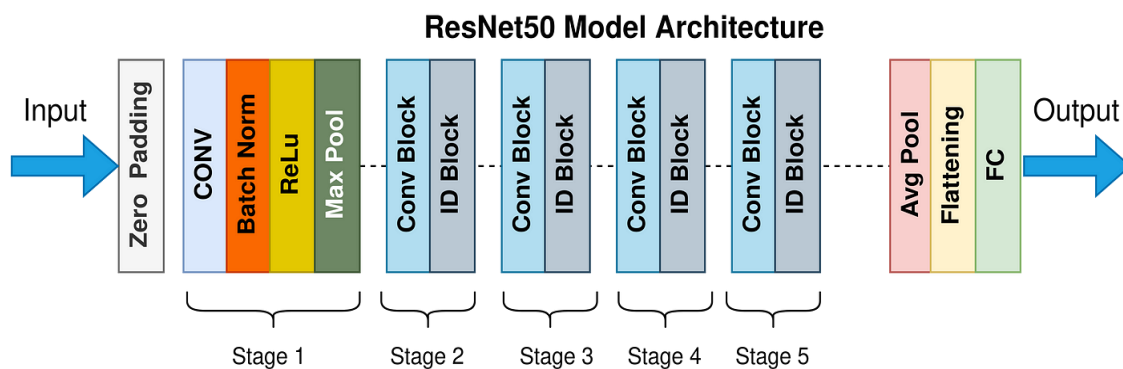 ResNet50 Model Architecture
Input
Zero Padding
CONV
Batch Norm
ReLu
Max Pool
Conv Block
ID Block
Conv Block
ID Block
Conv Block
ID Block
Conv Block
ID Block
Avg Pool
Flattening
FC
Output
Stage 1
Stage 2
Stage 3
Stage 4
Stage 5